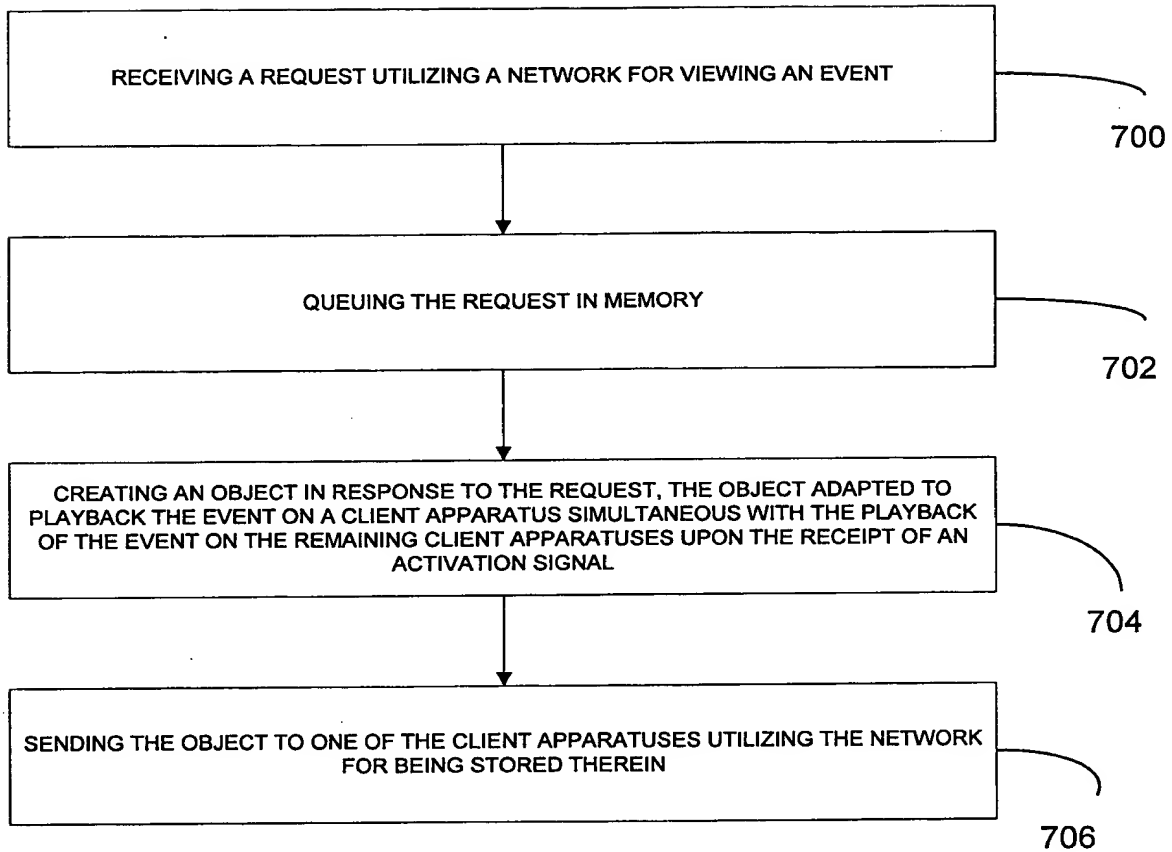 RECEIVING A REQUEST UTILIZING A NETWORK FOR VIEWING AN EVENT
700
QUEUING THE REQUEST IN MEMORY
702
CREATING AN OBJECT IN RESPONSE TO THE REQUEST, THE OBJECT ADAPTED TO
PLAYBACK THE EVENT ON A CLIENT APPARATUS SIMULTANEOUS WITH THE PLAYBACK
OF THE EVENT ON THE REMAINING CLIENT APPARATUSES UPON THE RECEIPT OF AN
ACTIVATION SIGNAL
704
SENDING THE OBJECT TO ONE OF THE CLIENT APPARATUSES UTILIZING THE NETWORK
FOR BEING STORED THEREIN
706